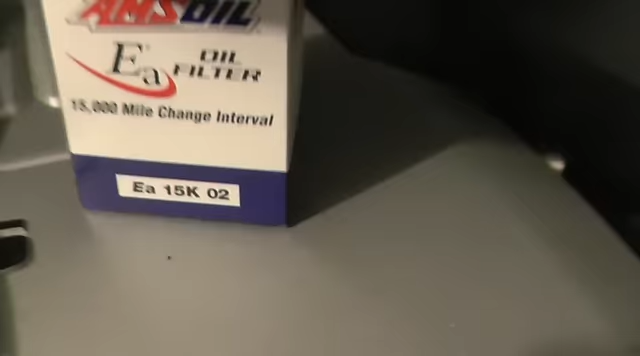 AMSOIL
Ea OIL
FILTER
15,000 Mile Change Interval
Ea 15K 02